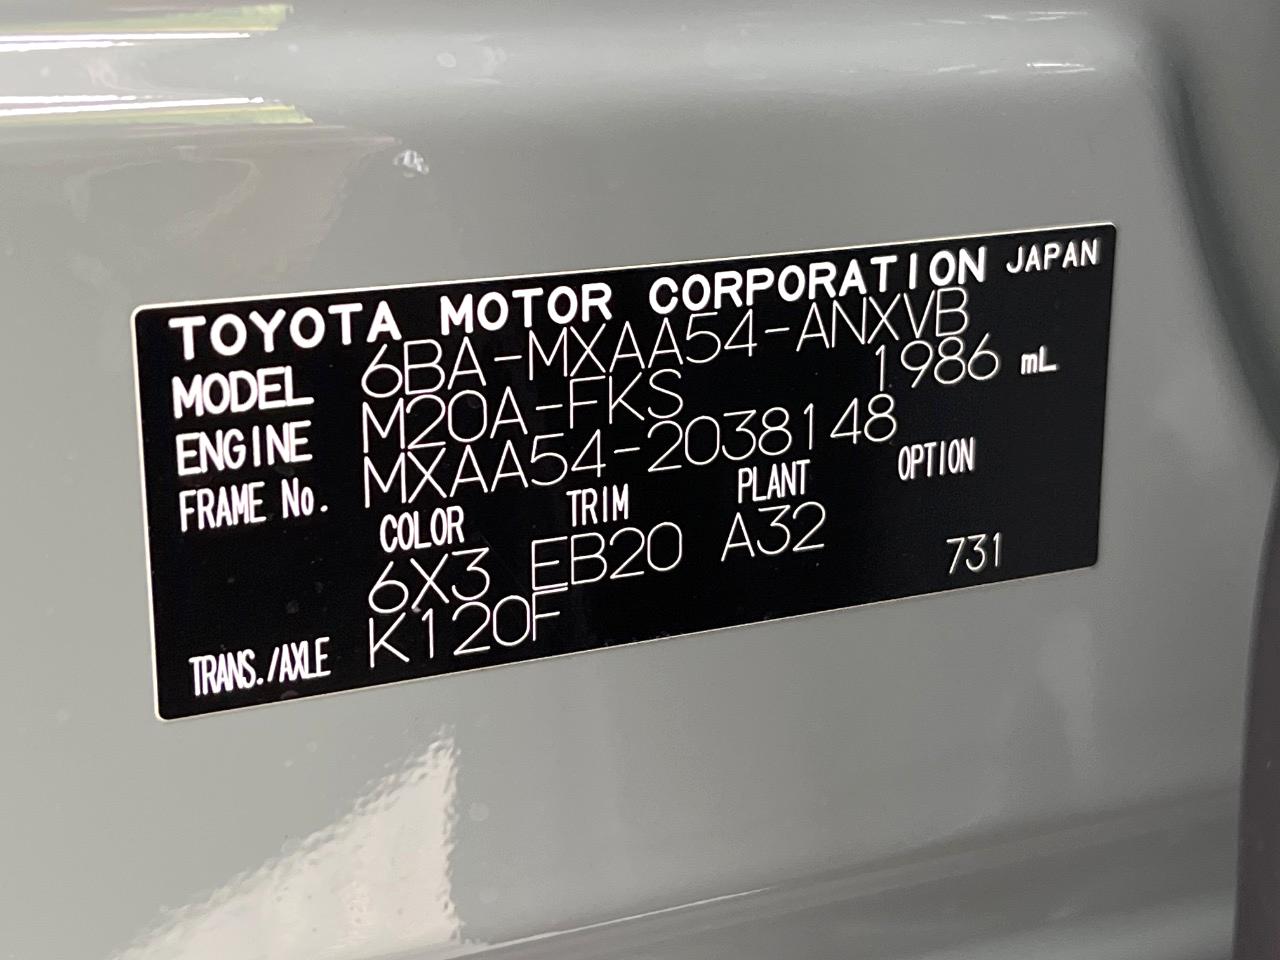 TOYOTA MOTOR CORPORATION JAPAN
MODEL 6BA-MXAA54-ANXVB
ENGINE M20A-FKS 1986 mL
FRAME No. MXAA54-2038148
COLOR TRIM PLANT OPTION
6X3 EB20 A32 731
TRANS./AXLE K120F